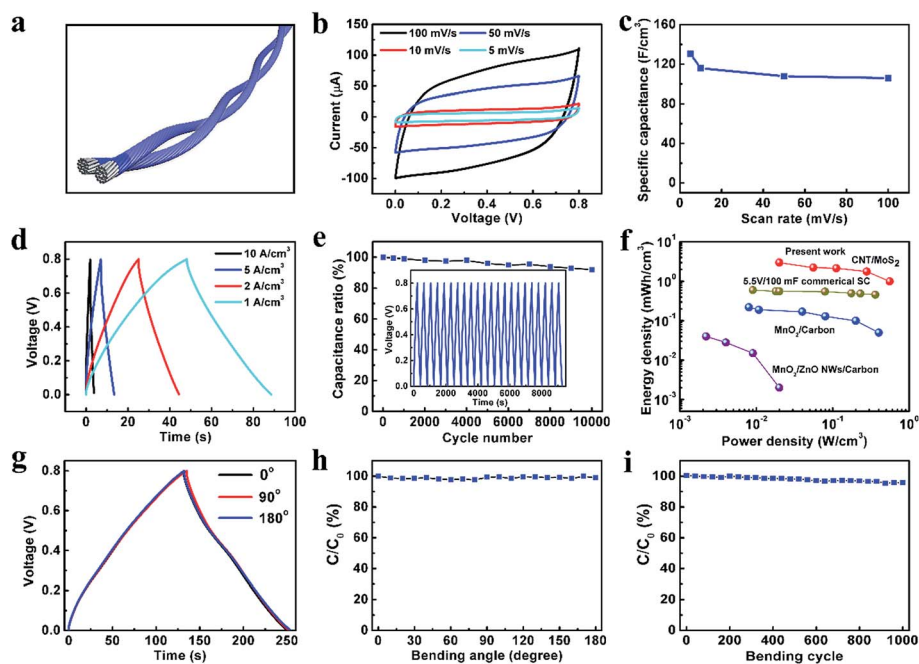 a
b
100 mV/s 50 mV/s
10 mV/s 5 mV/s
Current (μA)
100
50
0
-50
-100
0.0 0.2 0.4 0.6 0.8
Voltage (V)
c
Specific capacitance (F/cm³)
160
120
80
40
0
0 20 40 60 80 100
Scan rate (mV/s)
d
10 A/cm³
5 A/cm³
2 A/cm³
1 A/cm³
Voltage (V)
0.8
0.6
0.4
0.2
0.0
0 20 40 60 80 100
Time (s)
e
Capacitance ratio (%)
100
80
60
40
20
0
Voltage (V)
0.8
0.6
0.4
0.2
0.0
0 2000 4000 6000 8000
Time (s)
0 2000 4000 6000 8000 10000
Cycle number
f
Energy density (mWh/cm³)
10¹
10⁰
10⁻¹
10⁻²
10⁻³
Present work
CNT/MoS₂
5.5V/100 mF commerical SC
MnO₂/Carbon
MnO₂/ZnO NWs/Carbon
10⁻³ 10⁻² 10⁻¹ 10⁰
Power density (W/cm³)
g
0°
90°
180°
Voltage (V)
0.8
0.6
0.4
0.2
0.0
0 50 100 150 200 250
Time (s)
h
C/C₀ (%)
100
80
60
40
20
0
0 30 60 90 120 150 180
Bending angle (degree)
i
C/C₀ (%)
100
80
60
40
20
0
0 200 400 600 800 1000
Bending cycle